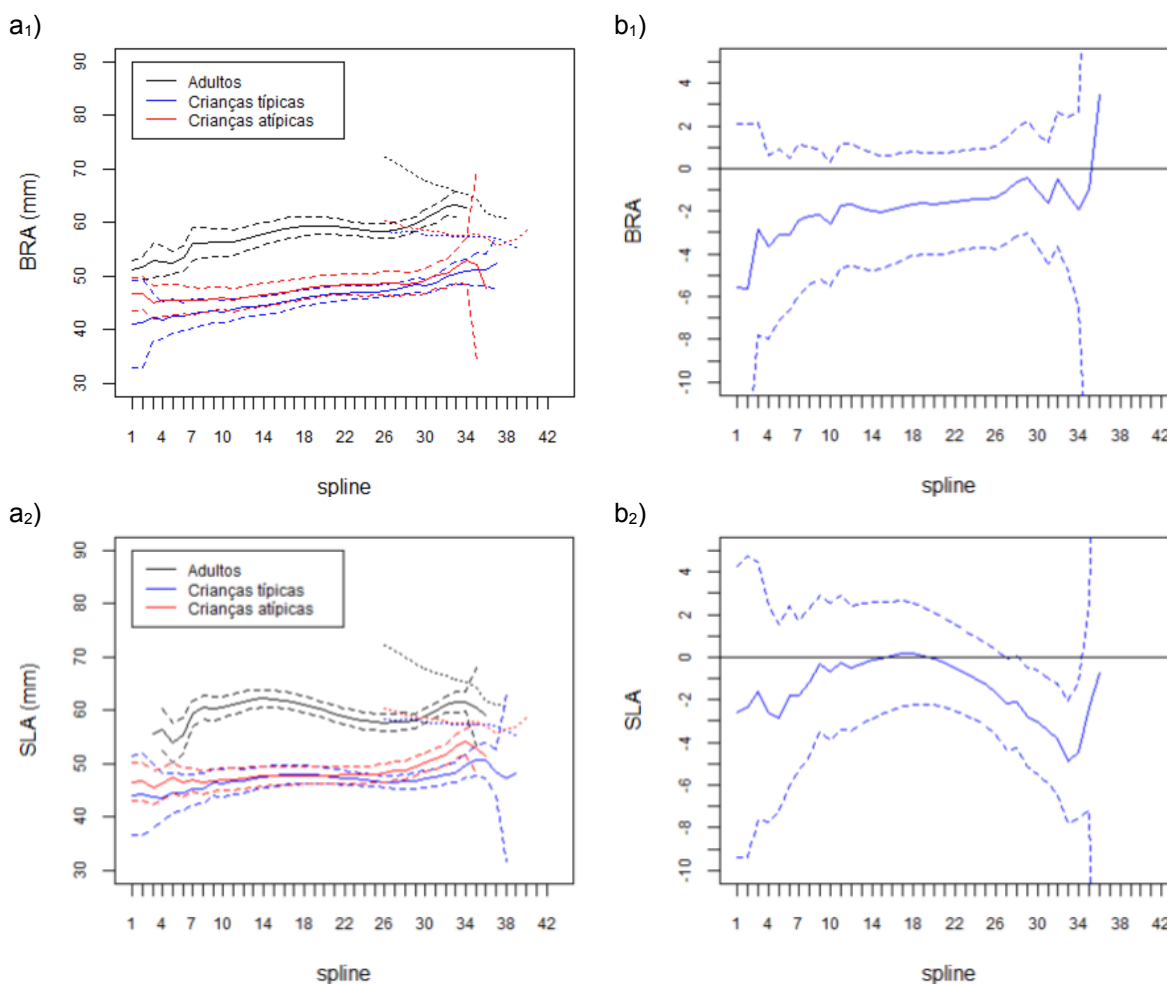 a₁)
BRA (mm)
90
80
70
60
50
40
30
Adultos
Crianças típicas
Crianças atípicas
1 4 7 10 14 18 22 26 30 34 38 42
spline
b₁)
BRA
4
2
0
-2
-4
-6
-8
-10
1 4 7 10 14 18 22 26 30 34 38 42
spline
a₂)
SLA (mm)
90
80
70
60
50
40
30
Adultos
Crianças típicas
Crianças atípicas
1 4 7 10 14 18 22 26 30 34 38 42
spline
b₂)
SLA
4
2
0
-2
-4
-6
-8
-10
1 4 7 10 14 18 22 26 30 34 38 42
spline